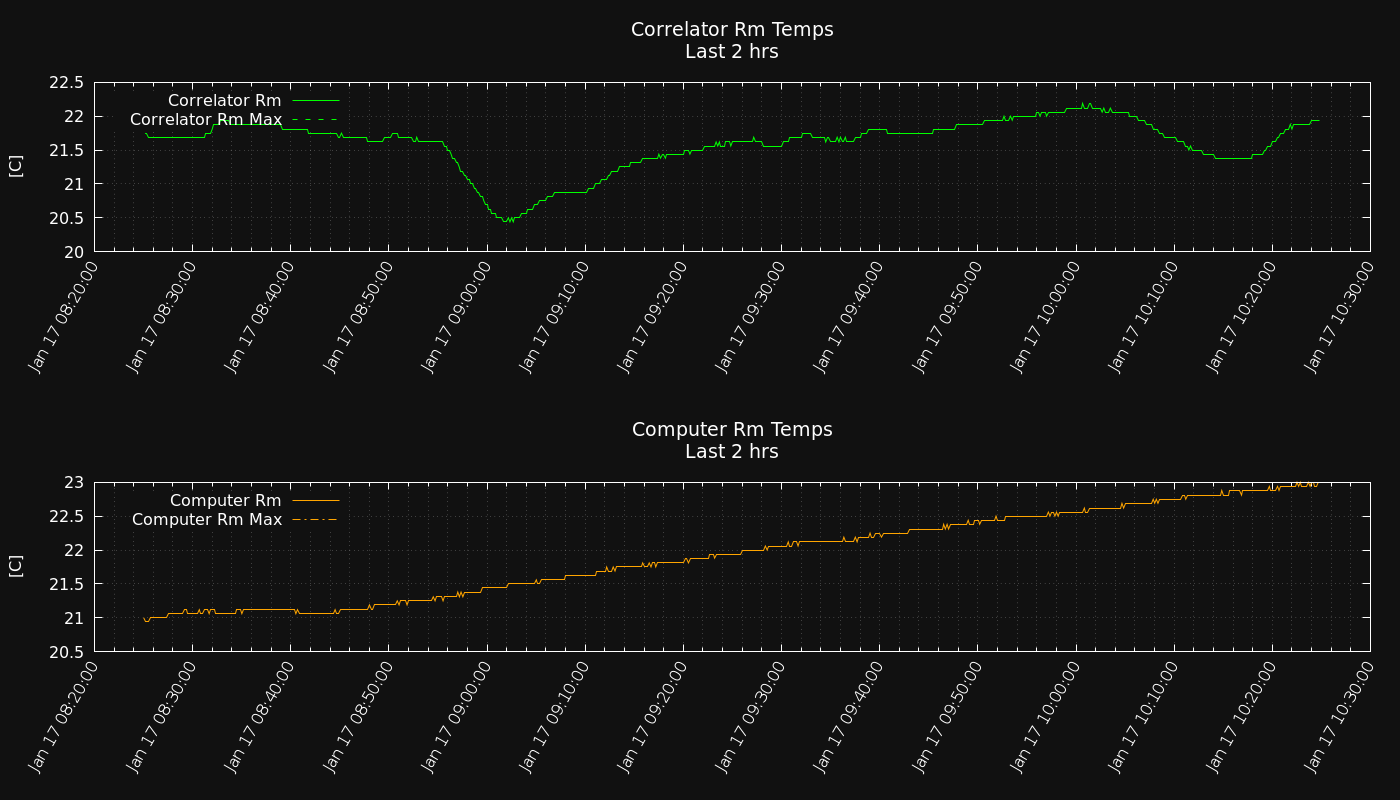 Correlator Rm Temps
Last 2 hrs
22.5
22
21.5
21
20.5
20
[C]
Correlator Rm
Correlator Rm Max
Jan 17 08:20:00
Jan 17 08:30:00
Jan 17 08:40:00
Jan 17 08:50:00
Jan 17 09:00:00
Jan 17 09:10:00
Jan 17 09:20:00
Jan 17 09:30:00
Jan 17 09:40:00
Jan 17 09:50:00
Jan 17 10:00:00
Jan 17 10:10:00
Jan 17 10:20:00
Jan 17 10:30:00
Computer Rm Temps
Last 2 hrs
23
22.5
22
21.5
21
20.5
[C]
Computer Rm
Computer Rm Max
Jan 17 08:20:00
Jan 17 08:30:00
Jan 17 08:40:00
Jan 17 08:50:00
Jan 17 09:00:00
Jan 17 09:10:00
Jan 17 09:20:00
Jan 17 09:30:00
Jan 17 09:40:00
Jan 17 09:50:00
Jan 17 10:00:00
Jan 17 10:10:00
Jan 17 10:20:00
Jan 17 10:30:00